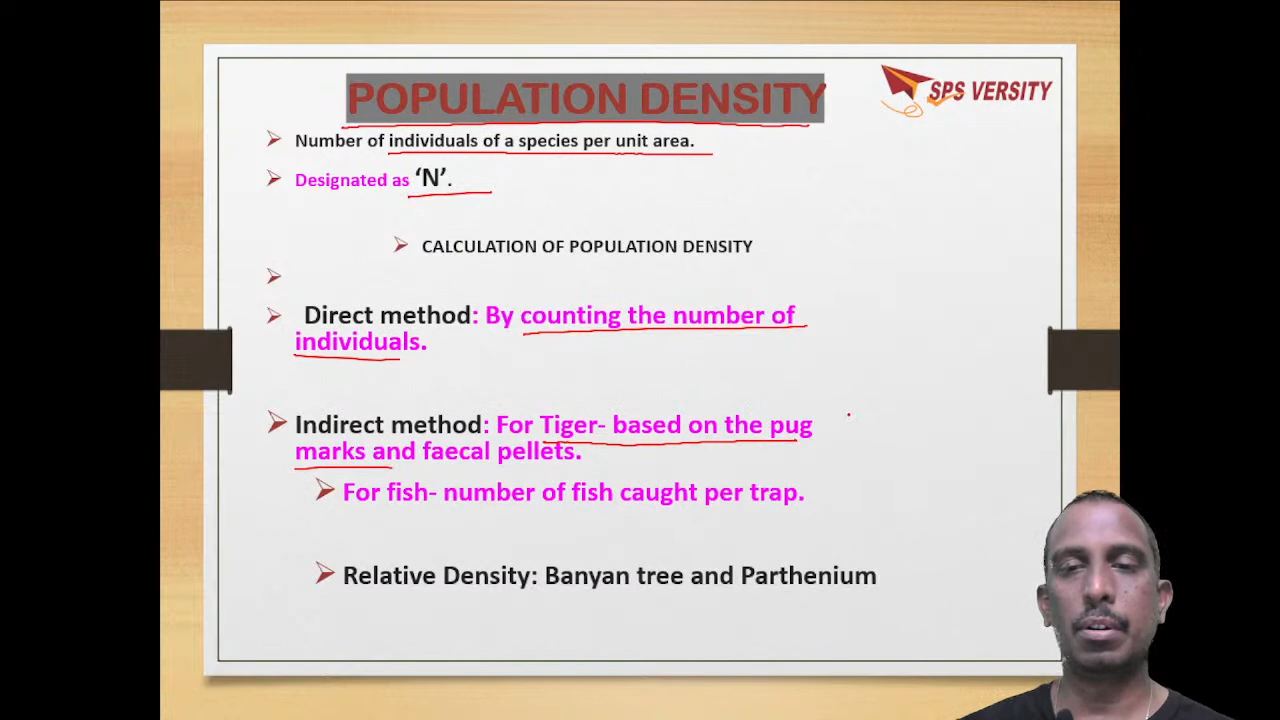 POPULATION DENSITY
SPS VERSITY
Number of individuals of a species per unit area.
Designated as ‘N’.
CALCULATION OF POPULATION DENSITY
Direct method: By counting the number of
individuals.
Indirect method: For Tiger- based on the pug
marks and faecal pellets.
For fish- number of fish caught per trap.
Relative Density: Banyan tree and Parthenium